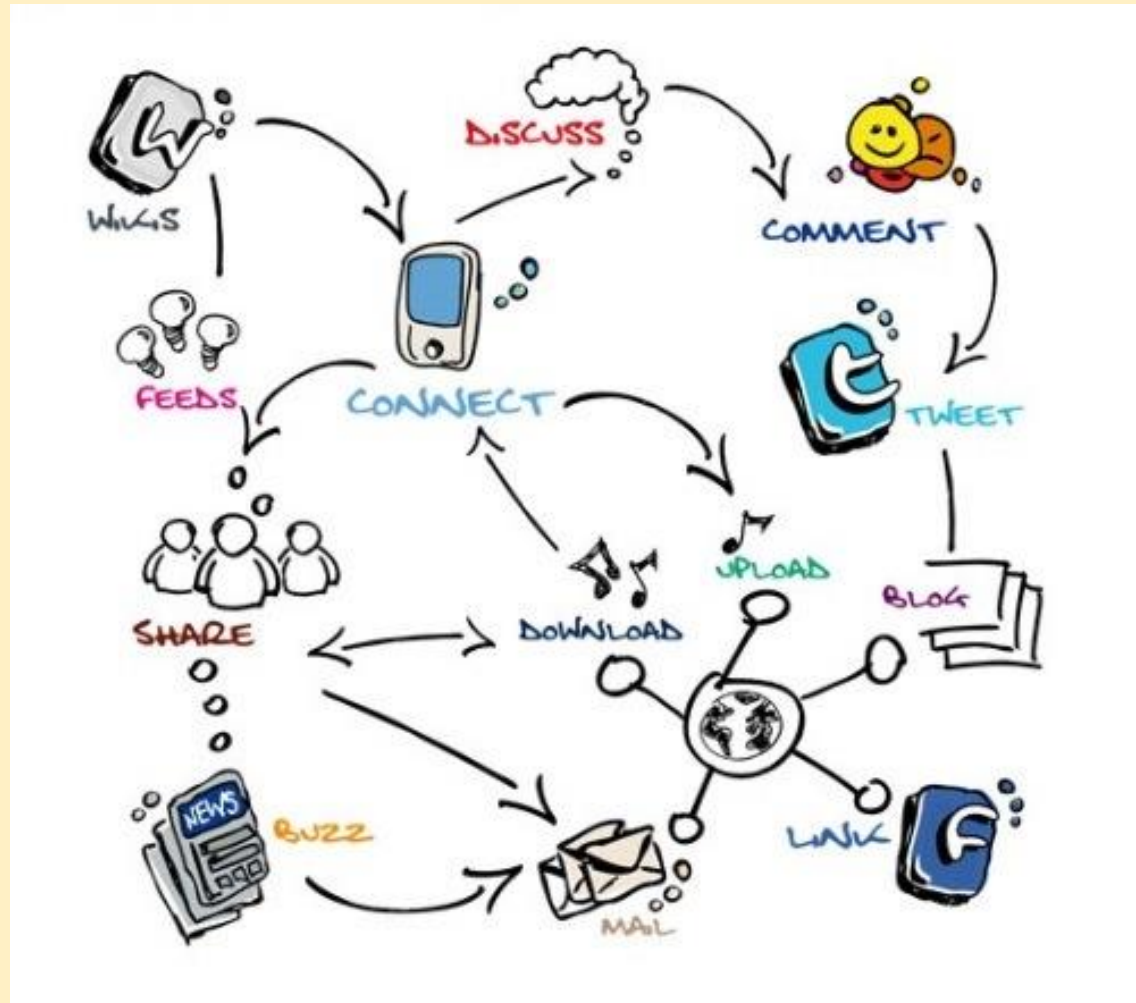 DISCUSS
WIKIS
COMMENT
FEEDS
CONNECT
TWEET
UPLOAD
BLOG
SHARE
DOWNLOAD
NEWS
BUZZ
LINK
MAIL